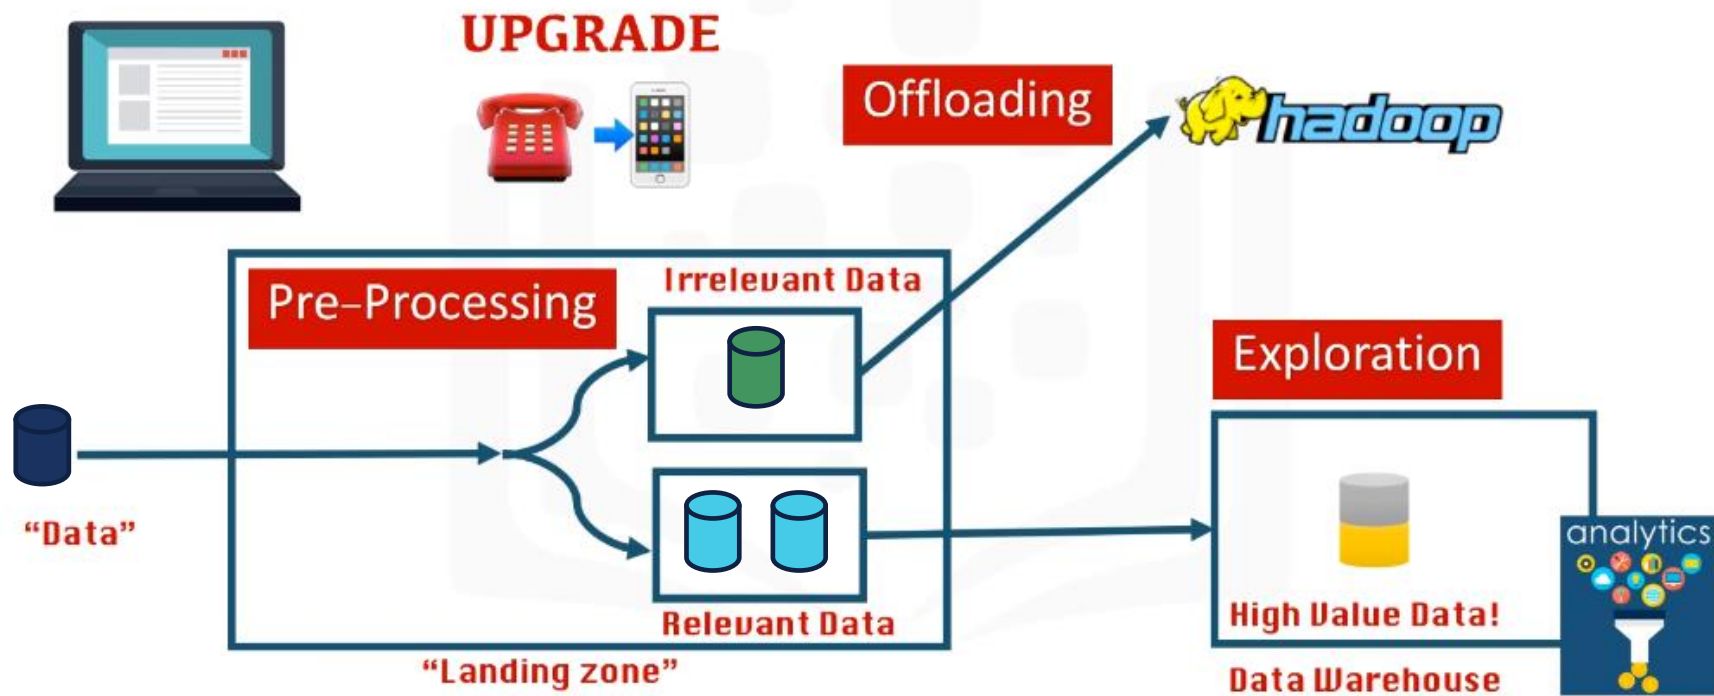 UPGRADE
Offloading
hadoop
Pre-Processing
Irrelevant Data
Exploration
“Data”
analytics
High Value Data!
Relevant Data
“Landing zone”
Data Warehouse